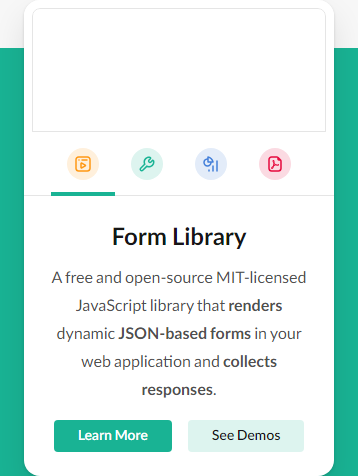 Form Library
A free and open-source MIT-licensed
JavaScript library that renders
dynamic JSON-based forms in your
web application and collects
responses.
Learn More
See Demos